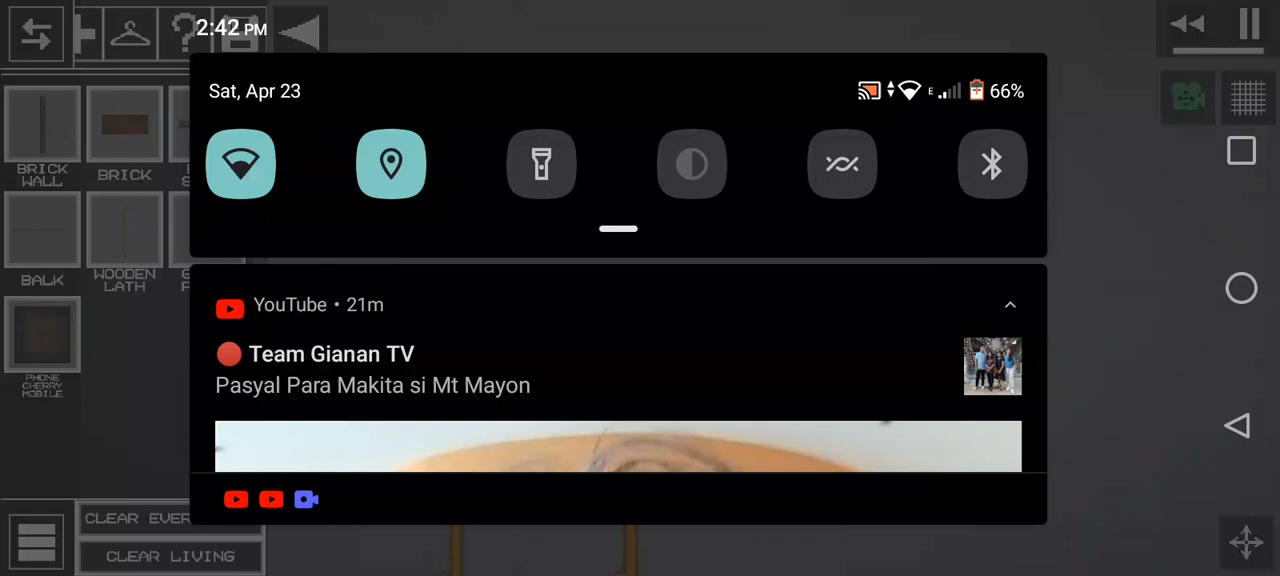 2:42 PM
Sat, Apr 23
E
66%
BRICK
WALL
BRICK
BALK
WOODEN
LATH
PHONE
CHERRY
MOBILE
YouTube • 21m
Team Gianan TV
Pasyal Para Makita si Mt Mayon
CLEAR EVER
CLEAR LIVING